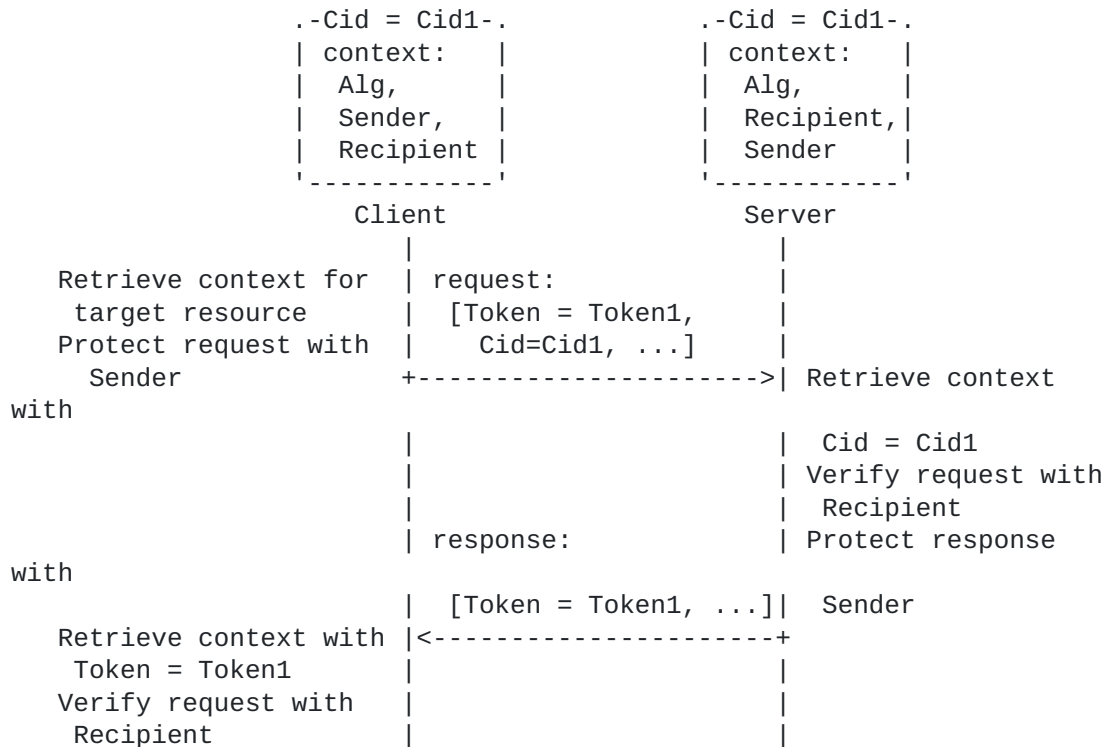 .-Cid = Cid1-.            .-Cid = Cid1-.
                  | context:   |            | context:   |
                  |  Alg,      |            |  Alg,      |
                  |  Sender,   |            |  Recipient,|
                  |  Recipient |            |  Sender    |
                  '------------'            '------------'
                      Client                   Server
                         |                       |
   Retrieve context for  | request:              |
    target resource      |  [Token = Token1,     |
   Protect request with  |    Cid=Cid1, ...]     |
     Sender              +---------------------->| Retrieve context
with
                         |                       |  Cid = Cid1
                         |                       | Verify request with
                         |                       |  Recipient
                         | response:             | Protect response
with
                         |  [Token = Token1, ...]|  Sender
   Retrieve context with |<----------------------+
    Token = Token1       |                       |
   Verify request with   |                       |
    Recipient            |                       |